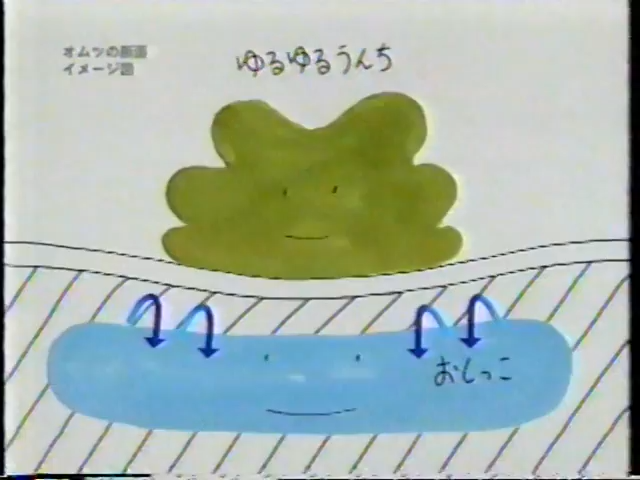 オムツの断面
イメージ図
ゆるゆるうんち
おしっこ